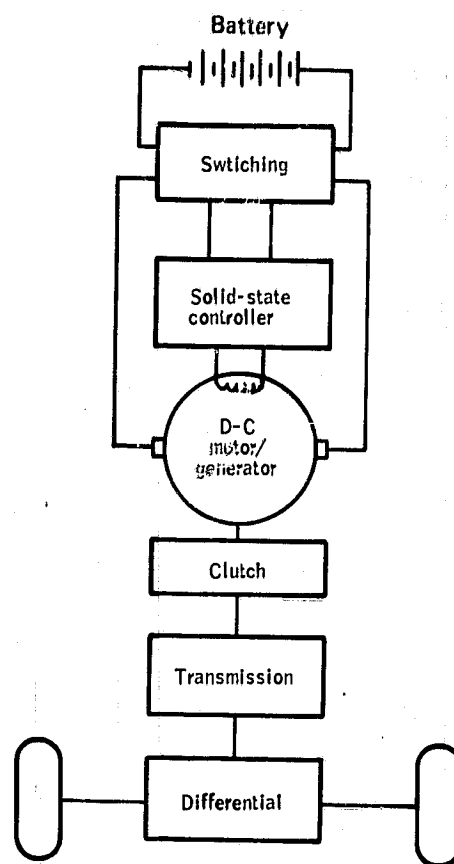 Battery
Swtiching
Solid-state
controller
D-C
motor/
generator
Clutch
Transmission
Differential